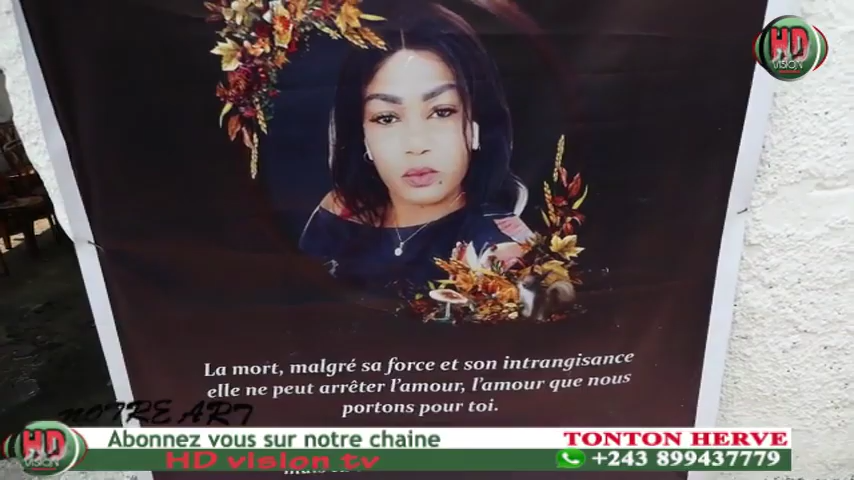 HD
VISION
La mort, malgré sa force et son intrangisance
elle ne peut arrêter l'amour, l'amour que nous
portons pour toi.
NOTRE ART
HD
VISION
Abonnez vous sur notre chaine
HD vision tv
TONTON HERVE
+243 899437779